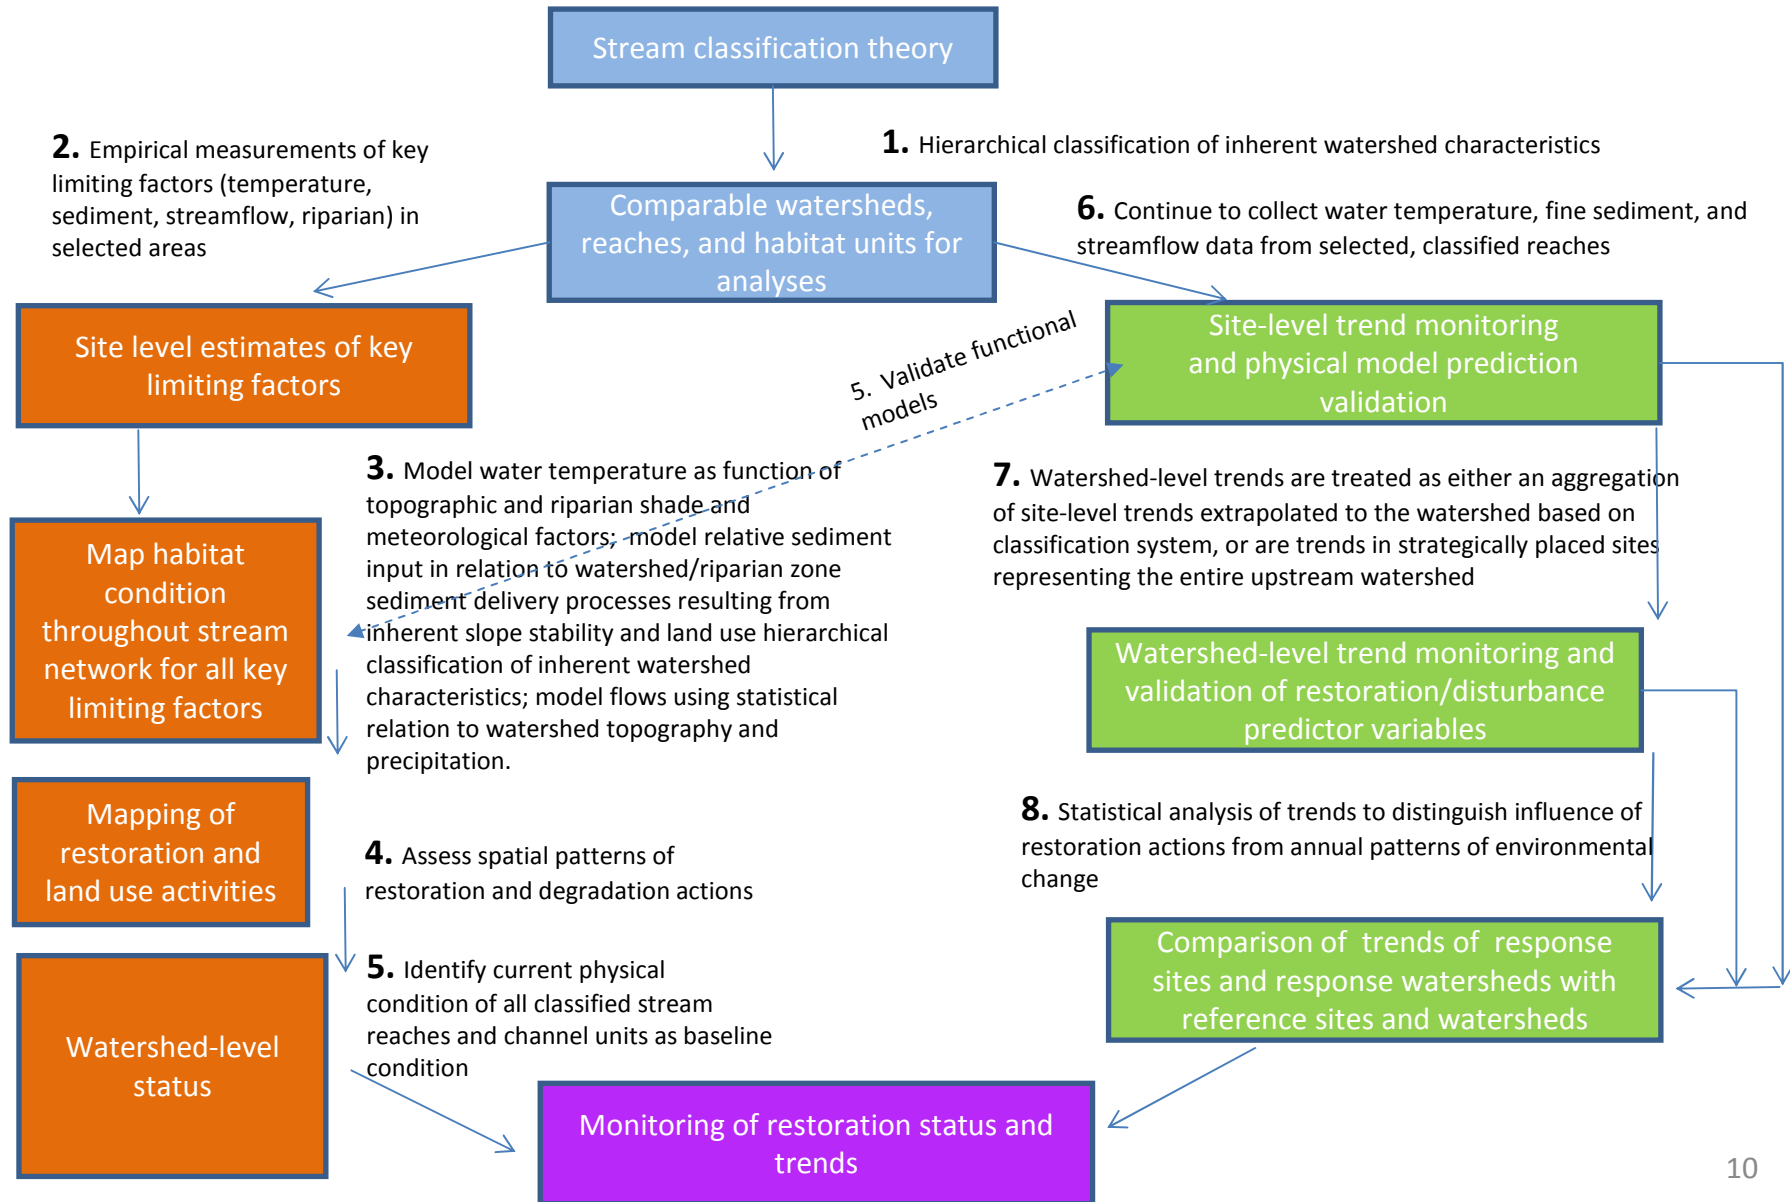 Stream classification theory
1. Hierarchical classification of inherent watershed characteristics
2. Empirical measurements of key
limiting factors (temperature,
sediment, streamflow, riparian) in
selected areas
Comparable watersheds,
reaches, and habitat units for
analyses
6. Continue to collect water temperature, fine sediment, and
streamflow data from selected, classified reaches
Site level estimates of key
limiting factors
5. Validate functional
models
Site-level trend monitoring
and physical model prediction
validation
3. Model water temperature as function of
topographic and riparian shade and
meteorological factors; model relative sediment
input in relation to watershed/riparian zone
sediment delivery processes resulting from
inherent slope stability and land use hierarchical
classification of inherent watershed
characteristics; model flows using statistical
relation to watershed topography and
precipitation.
7. Watershed-level trends are treated as either an aggregation
of site-level trends extrapolated to the watershed based on
classification system, or are trends in strategically placed sites
representing the entire upstream watershed
Map habitat
condition
throughout stream
network for all key
limiting factors
Watershed-level trend monitoring and
validation of restoration/disturbance
predictor variables
Mapping of
restoration and
land use activities
4. Assess spatial patterns of
restoration and degradation actions
8. Statistical analysis of trends to distinguish influence of
restoration actions from annual patterns of environmental
change
5. Identify current physical
condition of all classified stream
reaches and channel units as baseline
condition
Comparison of trends of response
sites and response watersheds with
reference sites and watersheds
Watershed-level
status
Monitoring of restoration status and
trends
10